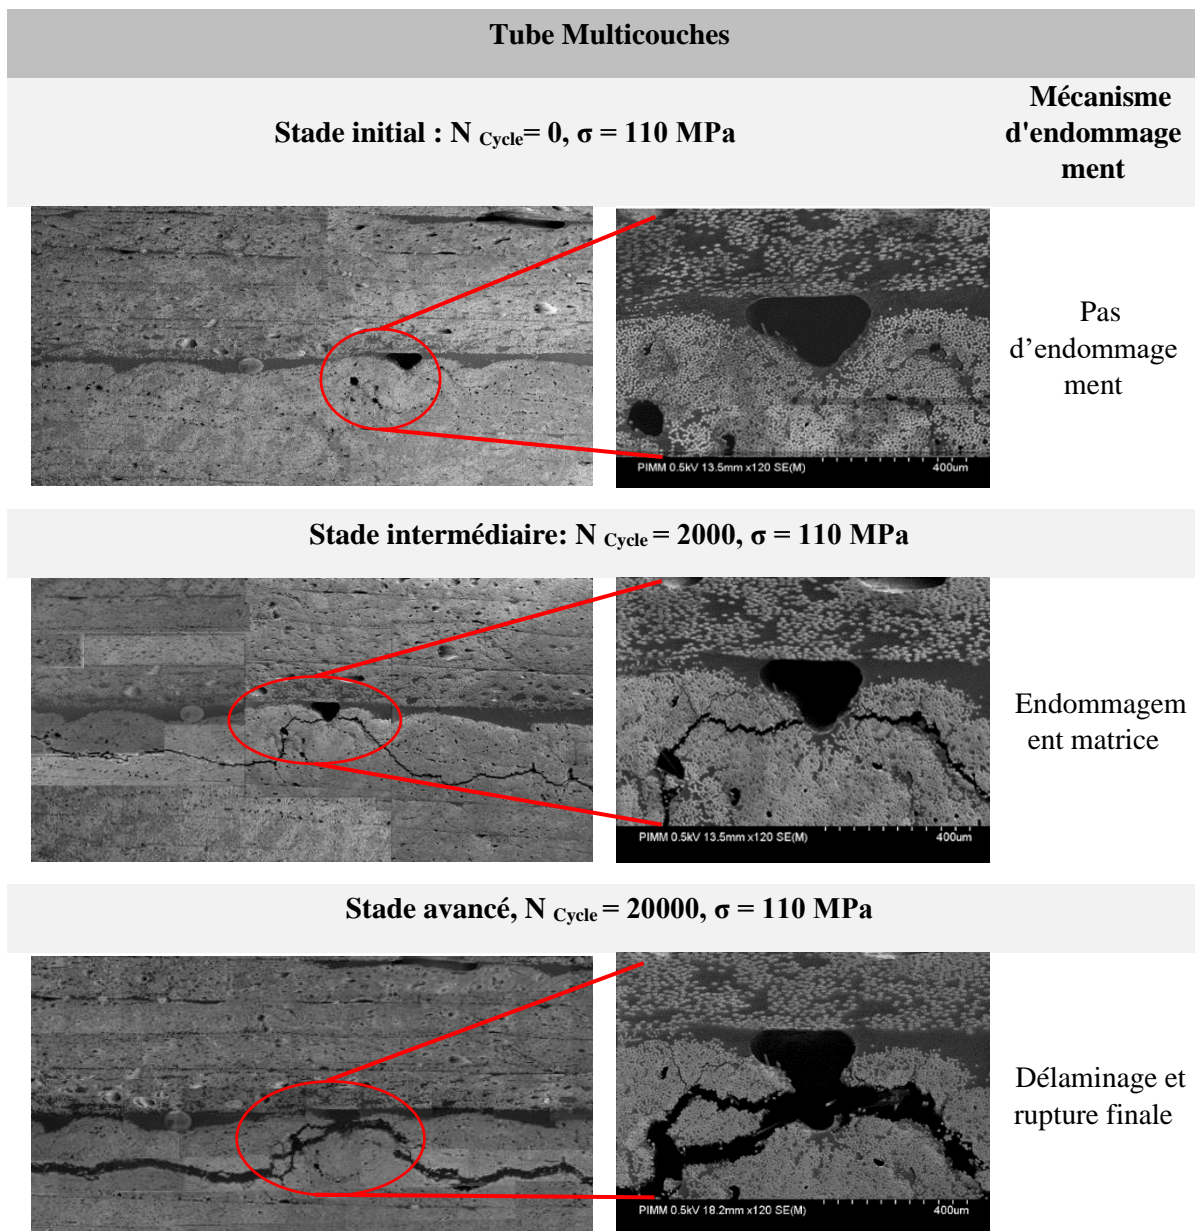 Tube Multicouches
Stade initial : N Cycle= 0, σ = 110 MPa
Mécanisme
d'endommage
ment
PIMM 0.5kV 13.5mm x120 SE(M)
400um
Pas
d’endommage
ment
Stade intermédiaire: N Cycle = 2000, σ = 110 MPa
PIMM 0.5kV 13.5mm x120 SE(M)
400um
Endommagem
ent matrice
Stade avancé, N Cycle = 20000, σ = 110 MPa
PIMM 0.5kV 18.2mm x120 SE(M)
400um
Délaminage et
rupture finale